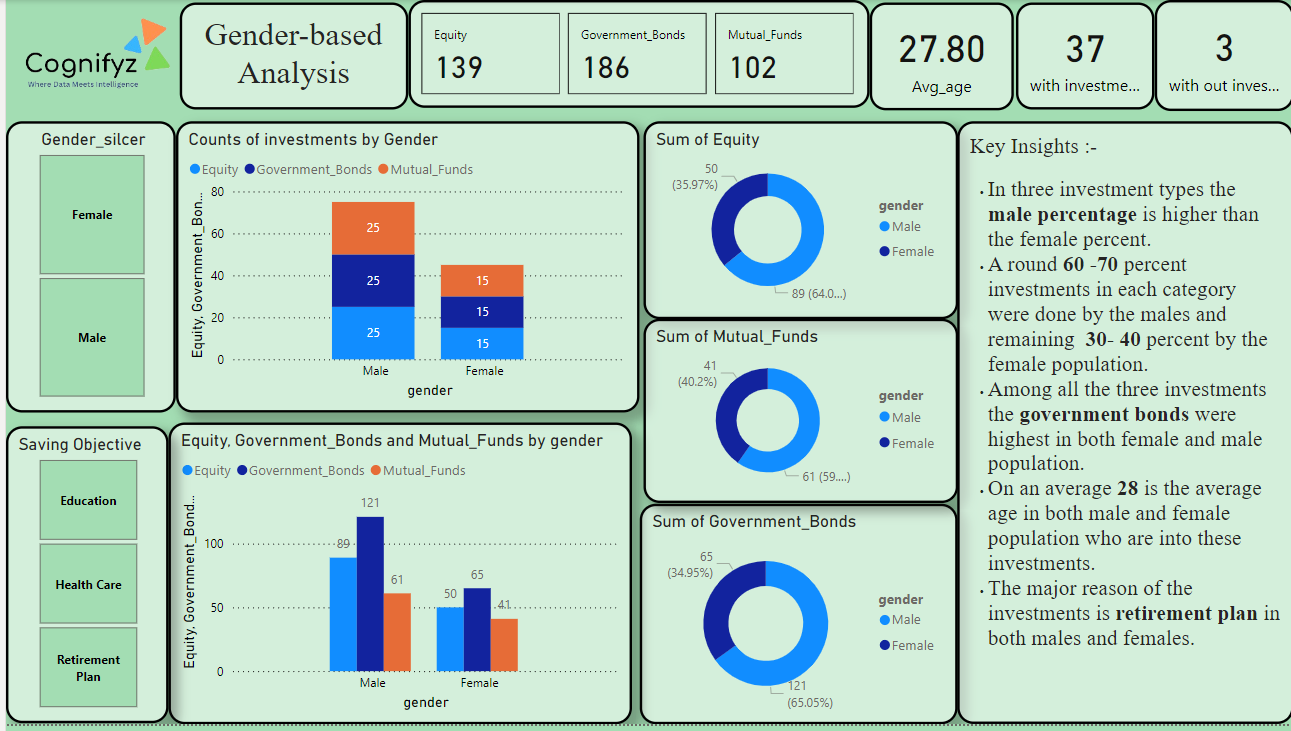 Cognifyz
Where Data Meets Intelligence
Gender-based
Analysis
Equity
139
Government_Bonds
186
Mutual_Funds
102
27.80
Avg_age
37
with investme...
3
with out inves...
Gender_silcer
Female
Male
Counts of investments by Gender
Equity Government_Bonds Mutual_Funds
Equity, Government_Bon...
80
60
40
20
0
25
25
25
15
15
15
Male
Female
gender
Saving Objective
Education
Health Care
Retirement
Plan
Equity, Government_Bonds and Mutual_Funds by gender
Equity Government_Bonds Mutual_Funds
Equity, Government_Bond...
100
50
0
89
121
61
50
65
41
Male
Female
gender
Sum of Equity
50
(35.97%)
89 (64.0...)
gender
Male
Female
Sum of Mutual_Funds
41
(40.2%)
61 (59....)
gender
Male
Female
Sum of Government_Bonds
65
(34.95%)
121
(65.05%)
gender
Male
Female
Key Insights :-
• In three investment types the
male percentage is higher than
the female percent.
• A round 60 -70 percent
investments in each category
were done by the males and
remaining 30- 40 percent by the
female population.
• Among all the three investments
the government bonds were
highest in both female and male
population.
• On an average 28 is the average
age in both male and female
population who are into these
investments.
• The major reason of the
investments is retirement plan in
both males and females.